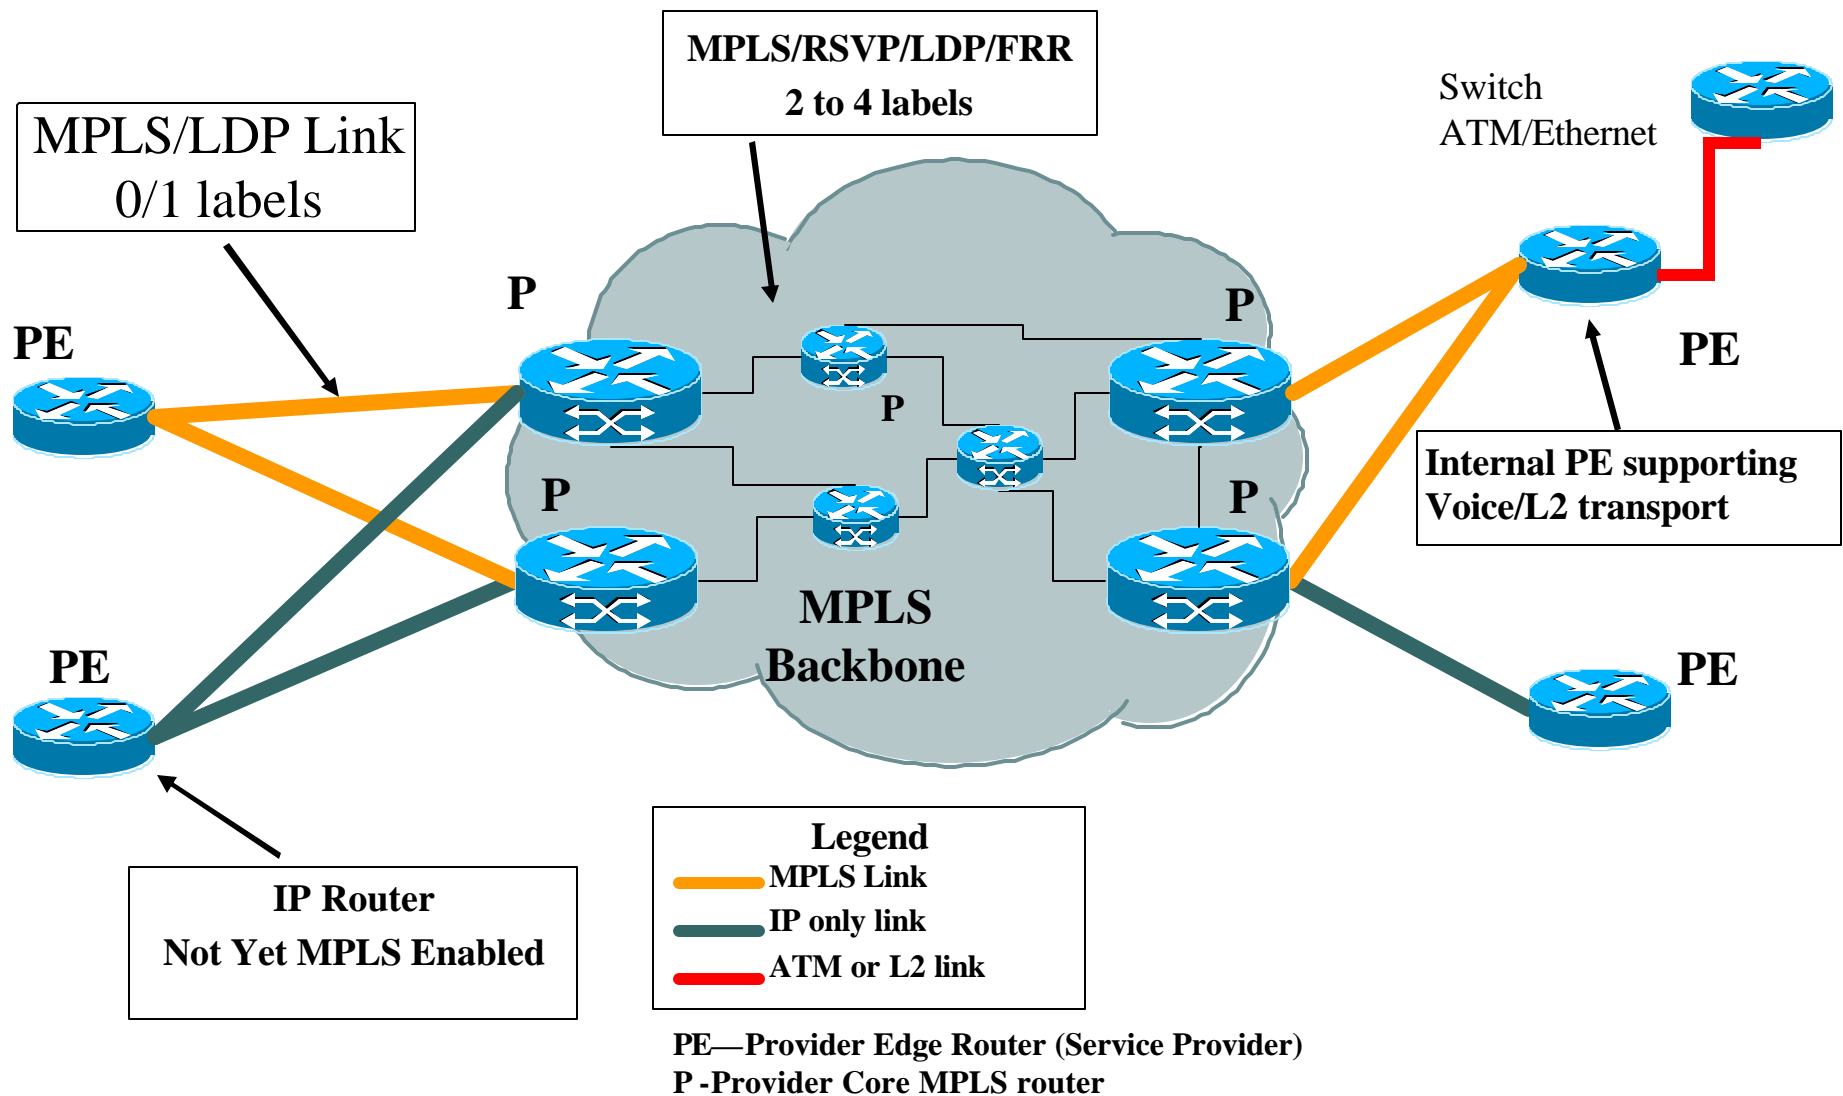 MPLS/RSVP/LDP/FRR
2 to 4 labels
Switch
ATM/Ethernet
MPLS/LDP Link
0/1 labels
P
P
PE
PE
P
Internal PE supporting
Voice/L2 transport
P
P
MPLS
Backbone
PE
PE
IP Router
Not Yet MPLS Enabled
Legend
MPLS Link
IP only link
ATM or L2 link
PE—Provider Edge Router (Service Provider)
P -Provider Core MPLS router